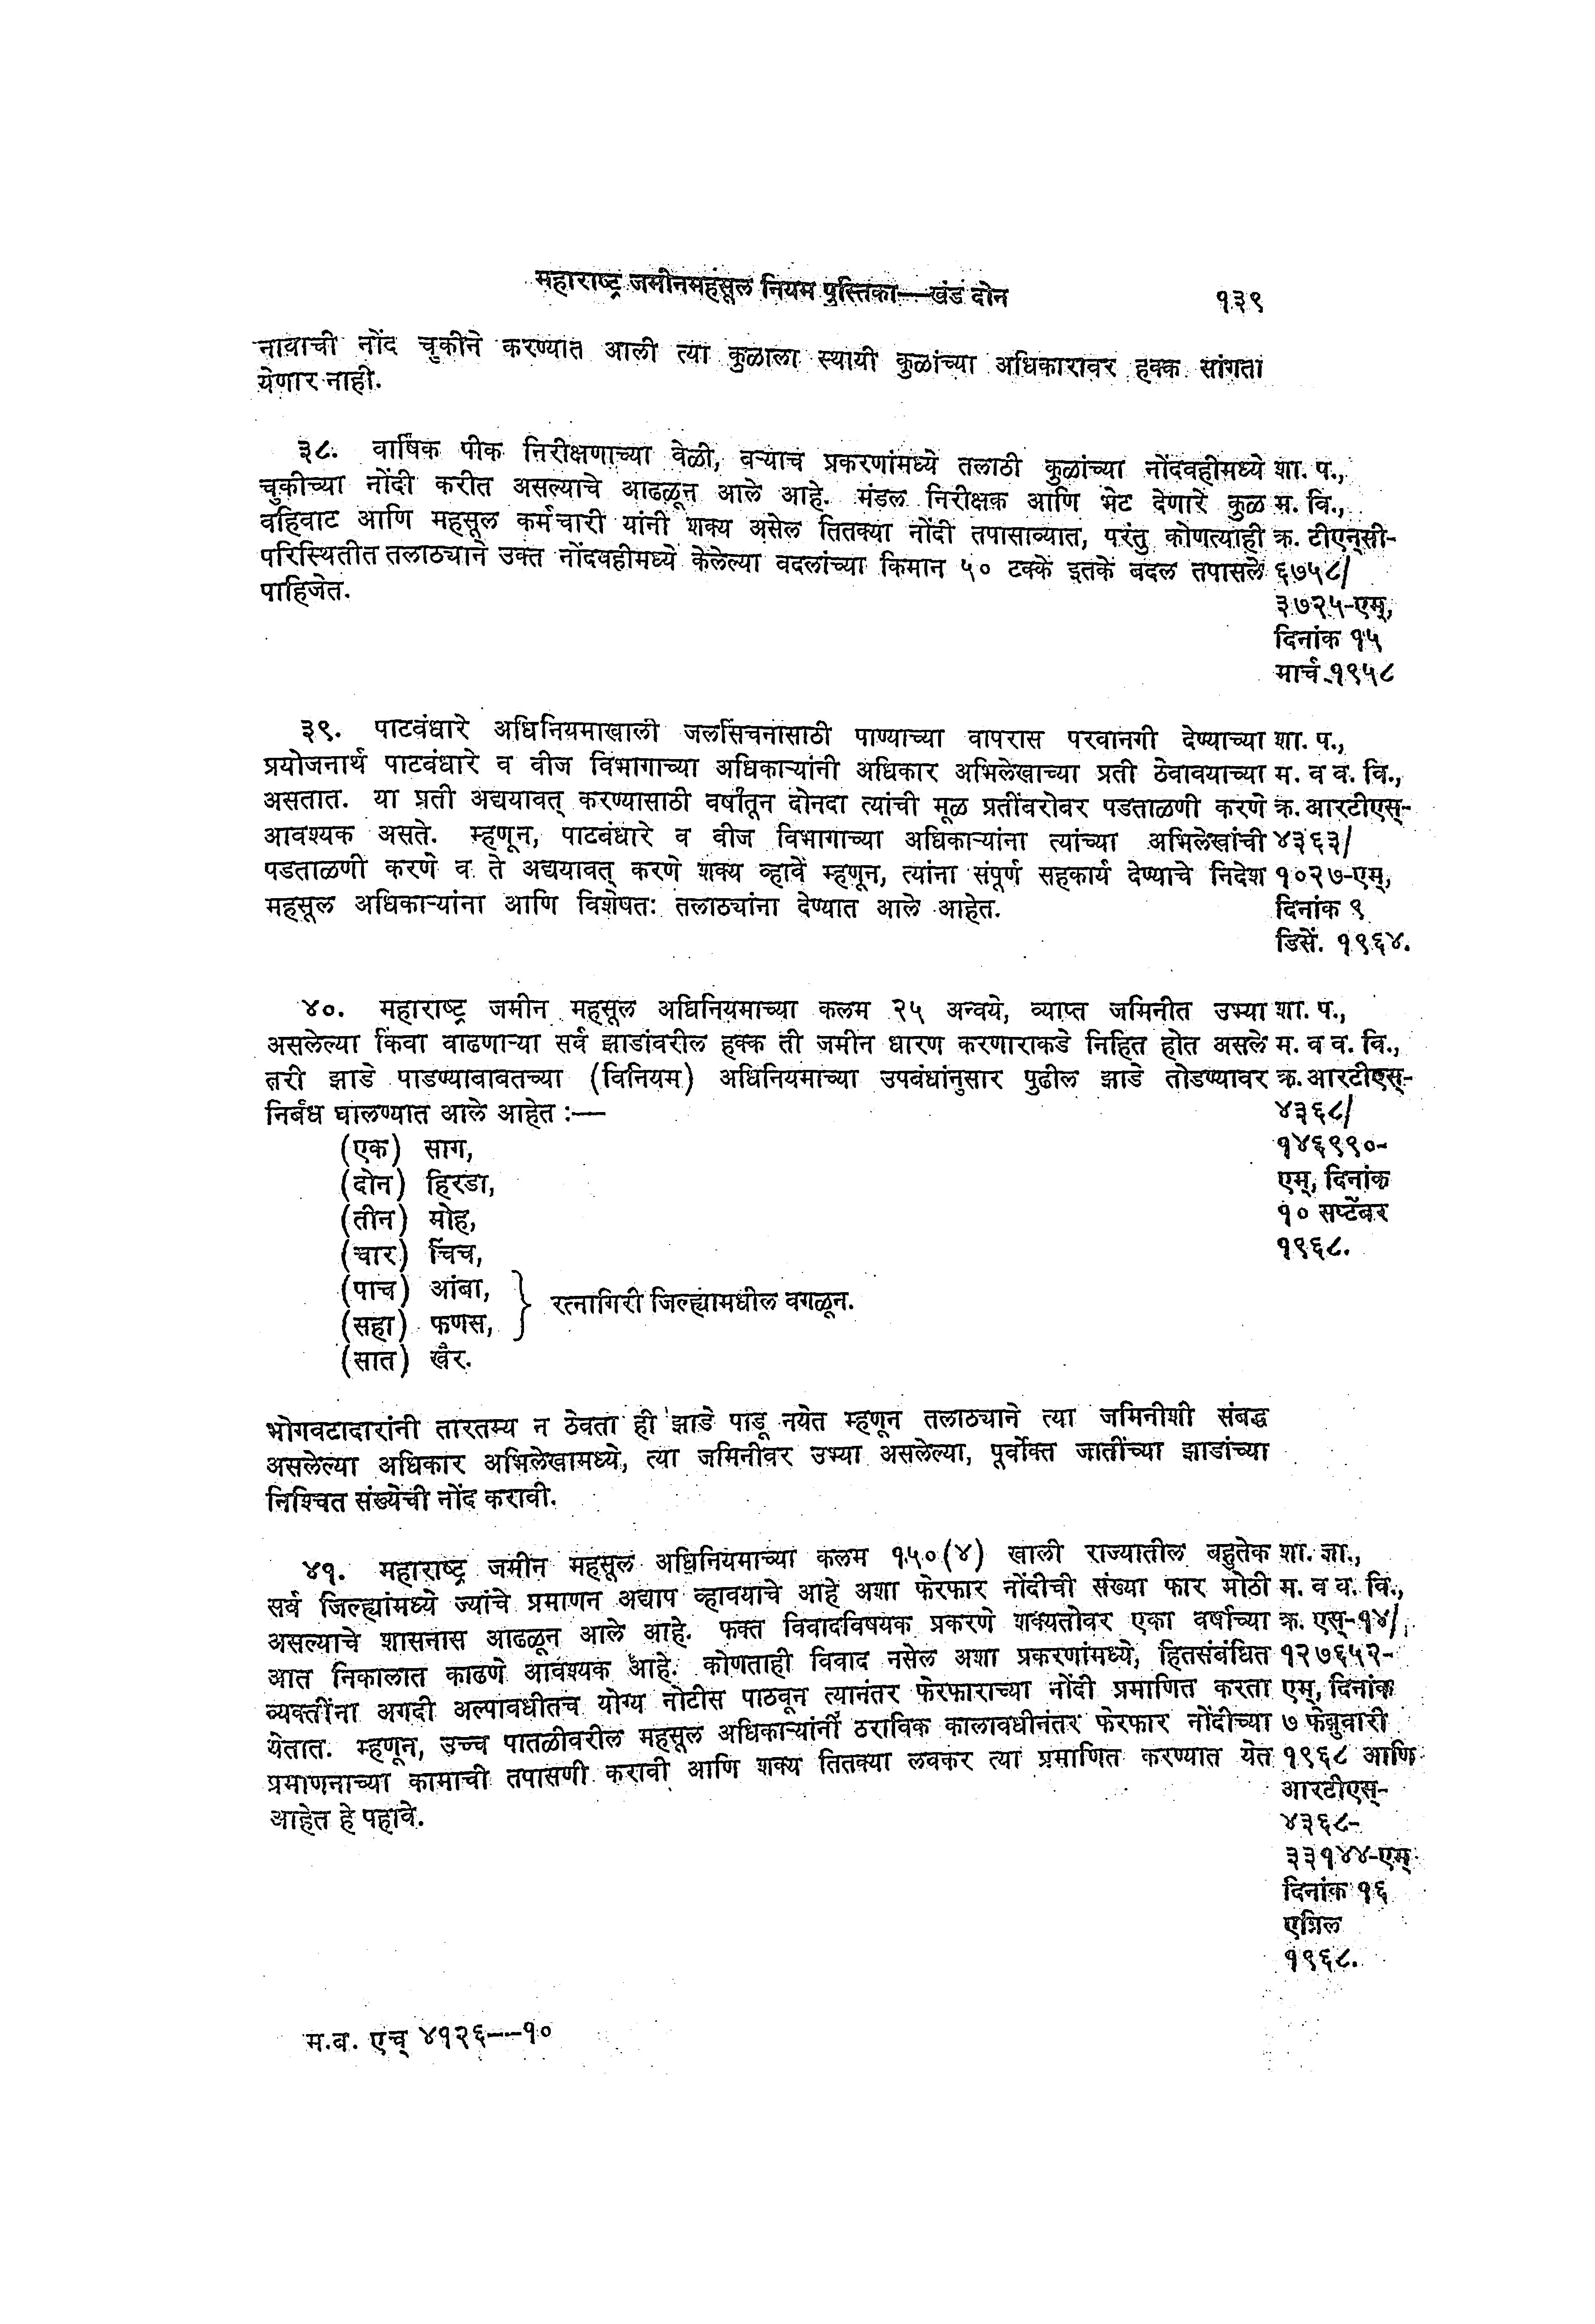 महाराष्ट्र जमीनमहसूल नियम पुस्तिका—खंड दोन १३९
नावाची नोंद चुकीने करण्यात आली त्या कुळाला स्थायी कुळांच्या अधिकारावर हक्क सांगता
येणार नाही.
३८. वार्षिक पीक निरीक्षणाच्या वेळी, बऱ्याच प्रकरणांमध्ये तलाठी कुळांच्या नोंदवहीमध्ये शा. प.,
चुकीच्या नोंदी करीत असल्याचे आढळून आले आहे. मंडल निरीक्षक आणि भेट देणारे कुळ म. वि.,
वहिवाट आणि महसूल कर्मचारी यांनी शक्य असेल तितक्या नोंदी तपासाव्यात, परंतु कोणत्याही क्र. टीएन्‌सी-
परिस्थितीत तलाठ्याने उक्त नोंदवहीमध्ये केलेल्या बदलांच्या किमान ५० टक्के इतके बदल तपासले ६७५८/
पाहिजेत.
३७२५-एम्,
दिनांक १५
मार्च १९५८
३९. पाटबंधारे अधिनियमाखाली जलसिंचनासाठी पाण्याच्या वापरास परवानगी देण्याच्या शा. प.,
प्रयोजनार्थ पाटबंधारे व वीज विभागाच्या अधिकाऱ्यांनी अधिकार अभिलेखाच्या प्रती ठेवावयाच्या म. व व. वि.,
असतात. या प्रती अद्ययावत् करण्यासाठी वर्षातून दोनदा त्यांची मूळ प्रतींबरोबर पडताळणी करणे क्र. आरटीएस्-
आवश्यक असते. म्हणून, पाटबंधारे व वीज विभागाच्या अधिकाऱ्यांना त्यांच्या अभिलेखांची ४३६३/
पडताळणी करणे व ते अद्ययावत् करणे शक्य व्हावे म्हणून, त्यांना संपूर्ण सहकार्य देण्याचे निदेश १०२७-एम्,
महसूल अधिकाऱ्यांना आणि विशेषतः तलाठ्यांना देण्यात आले आहेत.
दिनांक ९
डिसें. १९६४.
४०. महाराष्ट्र जमीन महसूल अधिनियमाच्या कलम २५ अन्वये, व्याप्त जमिनीत उभ्या शा. प.,
असलेल्या किंवा वाढणाऱ्या सर्व झाडांवरील हक्क ती जमीन धारण करणाराकडे निहित होत असले म. व व. वि.,
तरी झाडे पाडण्याबाबतच्या (विनियम) अधिनियमाच्या उपबंधांनुसार पुढील झाडे तोडण्यावर क्र. आरटीएस्-
निर्बंध घालण्यात आले आहेत :—
४३६८/
(एक) साग,
१४६९९०-
(दोन) हिरडा,
एम्, दिनांक
(तीन) मोह,
१० सप्टेंबर
(चार) चिंच,
१९६८.
(पाच) आंबा,
रत्नागिरी जिल्ह्यांमधील वगळून.
(सहा) फणस,
(सात) खैर.
भोगवटादारांनी तारतम्य न ठेवता ही झाडे पाडू नयेत म्हणून तलाठ्याने त्या जमिनीशी संबद्ध
असलेल्या अधिकार अभिलेखामध्ये, त्या जमिनीवर उभ्या असलेल्या, पूर्वोक्त जातींच्या झाडांच्या
निश्चित संख्येची नोंद करावी.
४१. महाराष्ट्र जमीन महसूल अधिनियमाच्या कलम १५०(४) खाली राज्यातील बहुतेक शा. ज्ञा.,
सर्व जिल्ह्यांमध्ये ज्यांचे प्रमाणन अद्याप व्हावयाचे आहे अशा फेरफार नोंदीची संख्या फार मोठी म. व व. वि.,
असल्याचे शासनास आढळून आले आहे. फक्त विवादविषयक प्रकरणे शक्यतोवर एका वर्षाच्या क्र. एस्-१४/
आत निकालात काढणे आवश्यक आहे. कोणताही विवाद नसेल अशा प्रकरणांमध्ये, हितसंबंधित १२७६५२-
व्यक्तींना अगदी अल्पावधीतच योग्य नोटीस पाठवून त्यानंतर फेरफाराच्या नोंदी प्रमाणित करता एम्, दिनांक
येतात. म्हणून, उच्च पातळीवरील महसूल अधिकाऱ्यांनी ठराविक कालावधीनंतर फेरफार नोंदीच्या ७ फेब्रुवारी
प्रमाणनाच्या कामाची तपासणी करावी आणि शक्य तितक्या लवकर त्या प्रमाणित करण्यात येत १९६८ आणि
आहेत हे पहावे.
आरटीएस्-
४३६८-
३३१४४-एम्
दिनांक १६
एप्रिल
१९६८.
म.ब. एच् ४१२६--१०